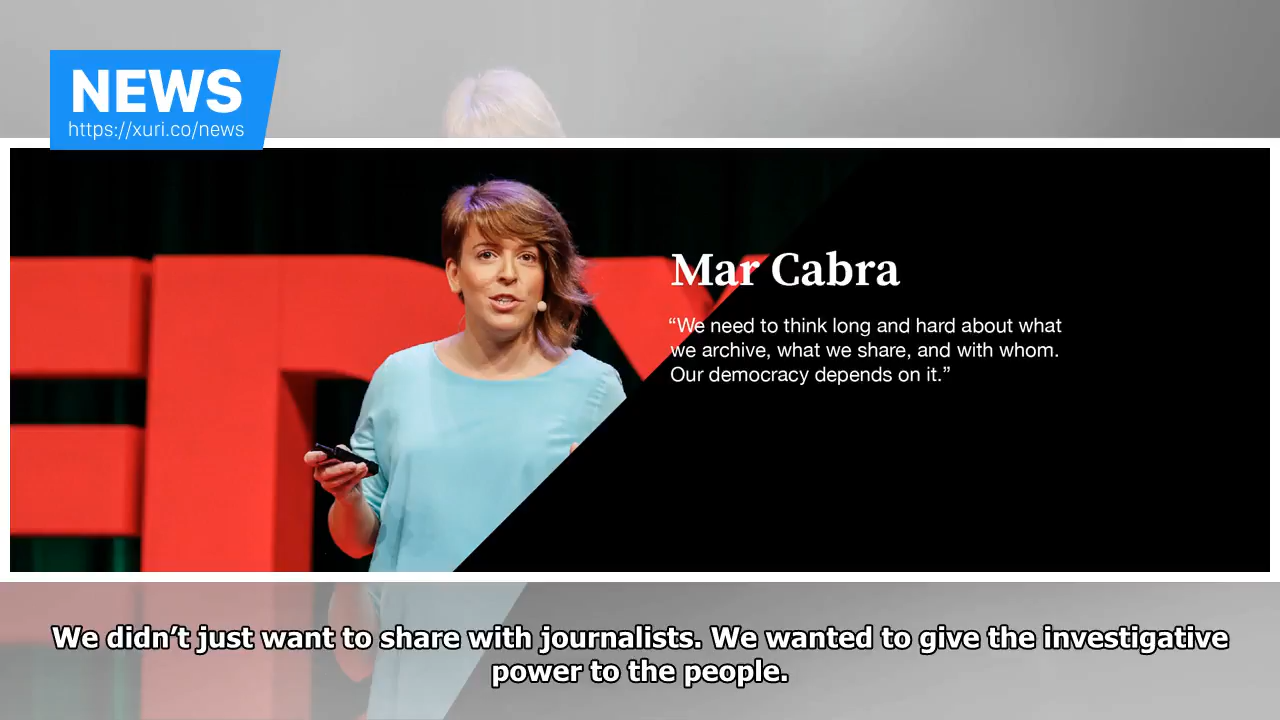 NEWS
https://xuri.co/news
Mar Cabra
“We need to think long and hard about what
we archive, what we share, and with whom.
Our democracy depends on it.”
We didn’t just want to share with journalists. We wanted to give the investigative
power to the people.